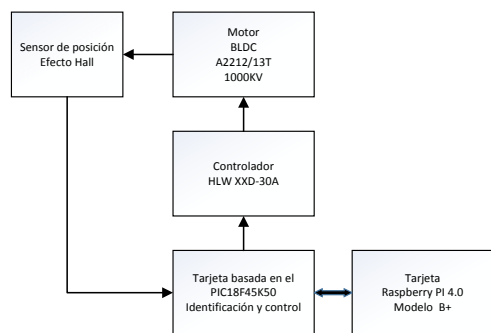 Sensor de posición
Efecto Hall
Motor
BLDC
A2212/13T
1000KV
Controlador
HLW XXD-30A
Tarjeta basada en el
PIC18F45K50
Identificación y control
Tarjeta
Raspberry PI 4.0
Modelo B+